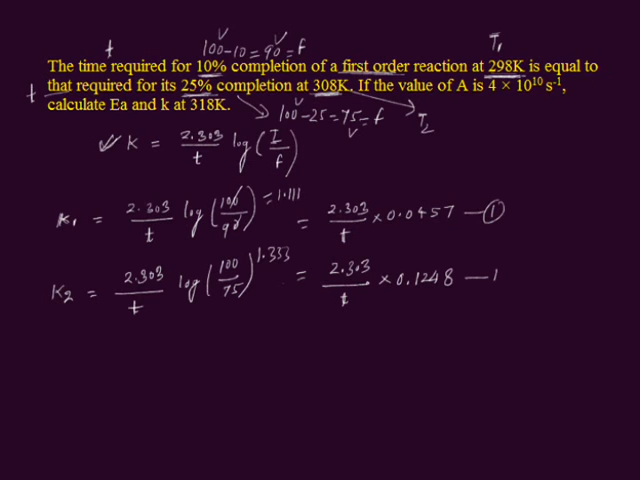 t 100-10 = 90 = f T1
The time required for 10% completion of a first order reaction at 298K is equal to
t that required for its 25% completion at 308K. If the value of A is 4 × 10^10 s^-1,
calculate Ea and k at 318K. 100-25 = 75 = f T2
K = 2.303/t log (I/f)
K1 = 2.303/t log (100/90) = 1.111 = 2.303/t × 0.0457 — 1
K2 = 2.303/t log (100/75) 1.333 = 2.303/t × 0.1248 — 1